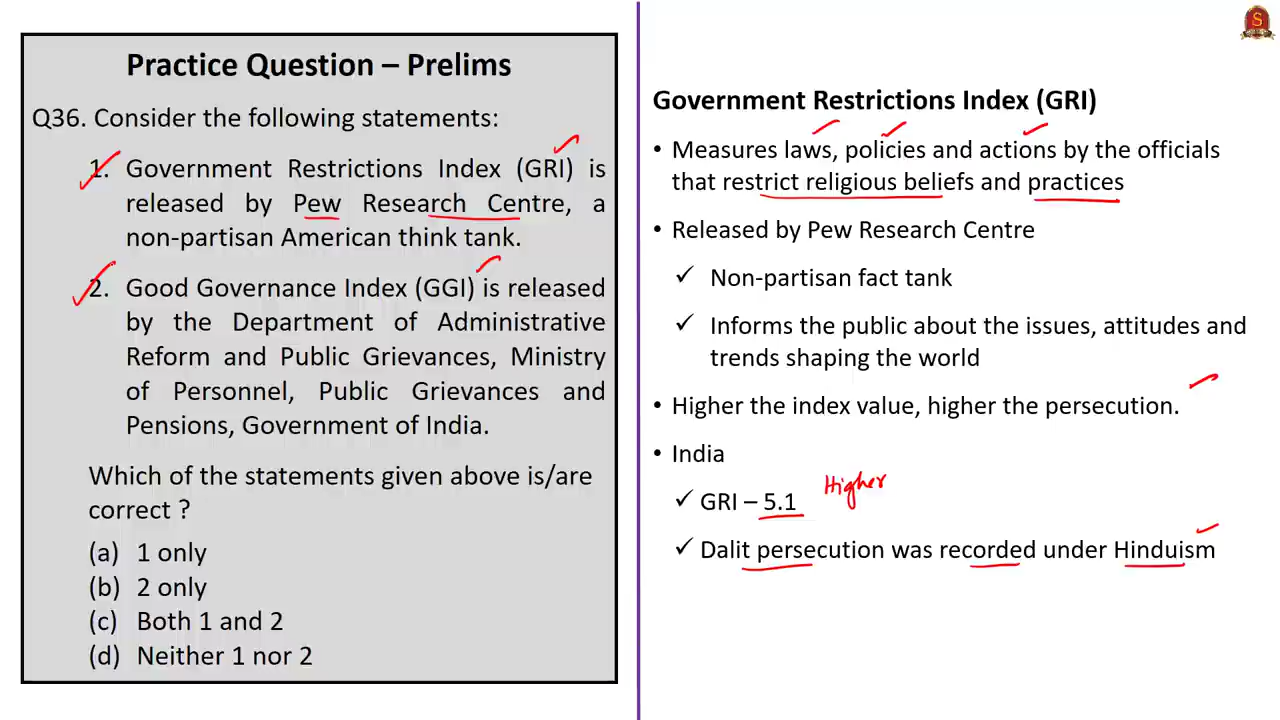 Practice Question – Prelims
Q36. Consider the following statements:
1. Government Restrictions Index (GRI) is
released by Pew Research Centre, a
non-partisan American think tank.
2. Good Governance Index (GGI) is released
by the Department of Administrative
Reform and Public Grievances, Ministry
of Personnel, Public Grievances and
Pensions, Government of India.
Which of the statements given above is/are
correct ?
(a) 1 only
(b) 2 only
(c) Both 1 and 2
(d) Neither 1 nor 2
Government Restrictions Index (GRI)
• Measures laws, policies and actions by the officials
that restrict religious beliefs and practices
• Released by Pew Research Centre
✓ Non-partisan fact tank
✓ Informs the public about the issues, attitudes and
trends shaping the world
• Higher the index value, higher the persecution.
• India
Higher
✓ GRI – 5.1
✓ Dalit persecution was recorded under Hinduism